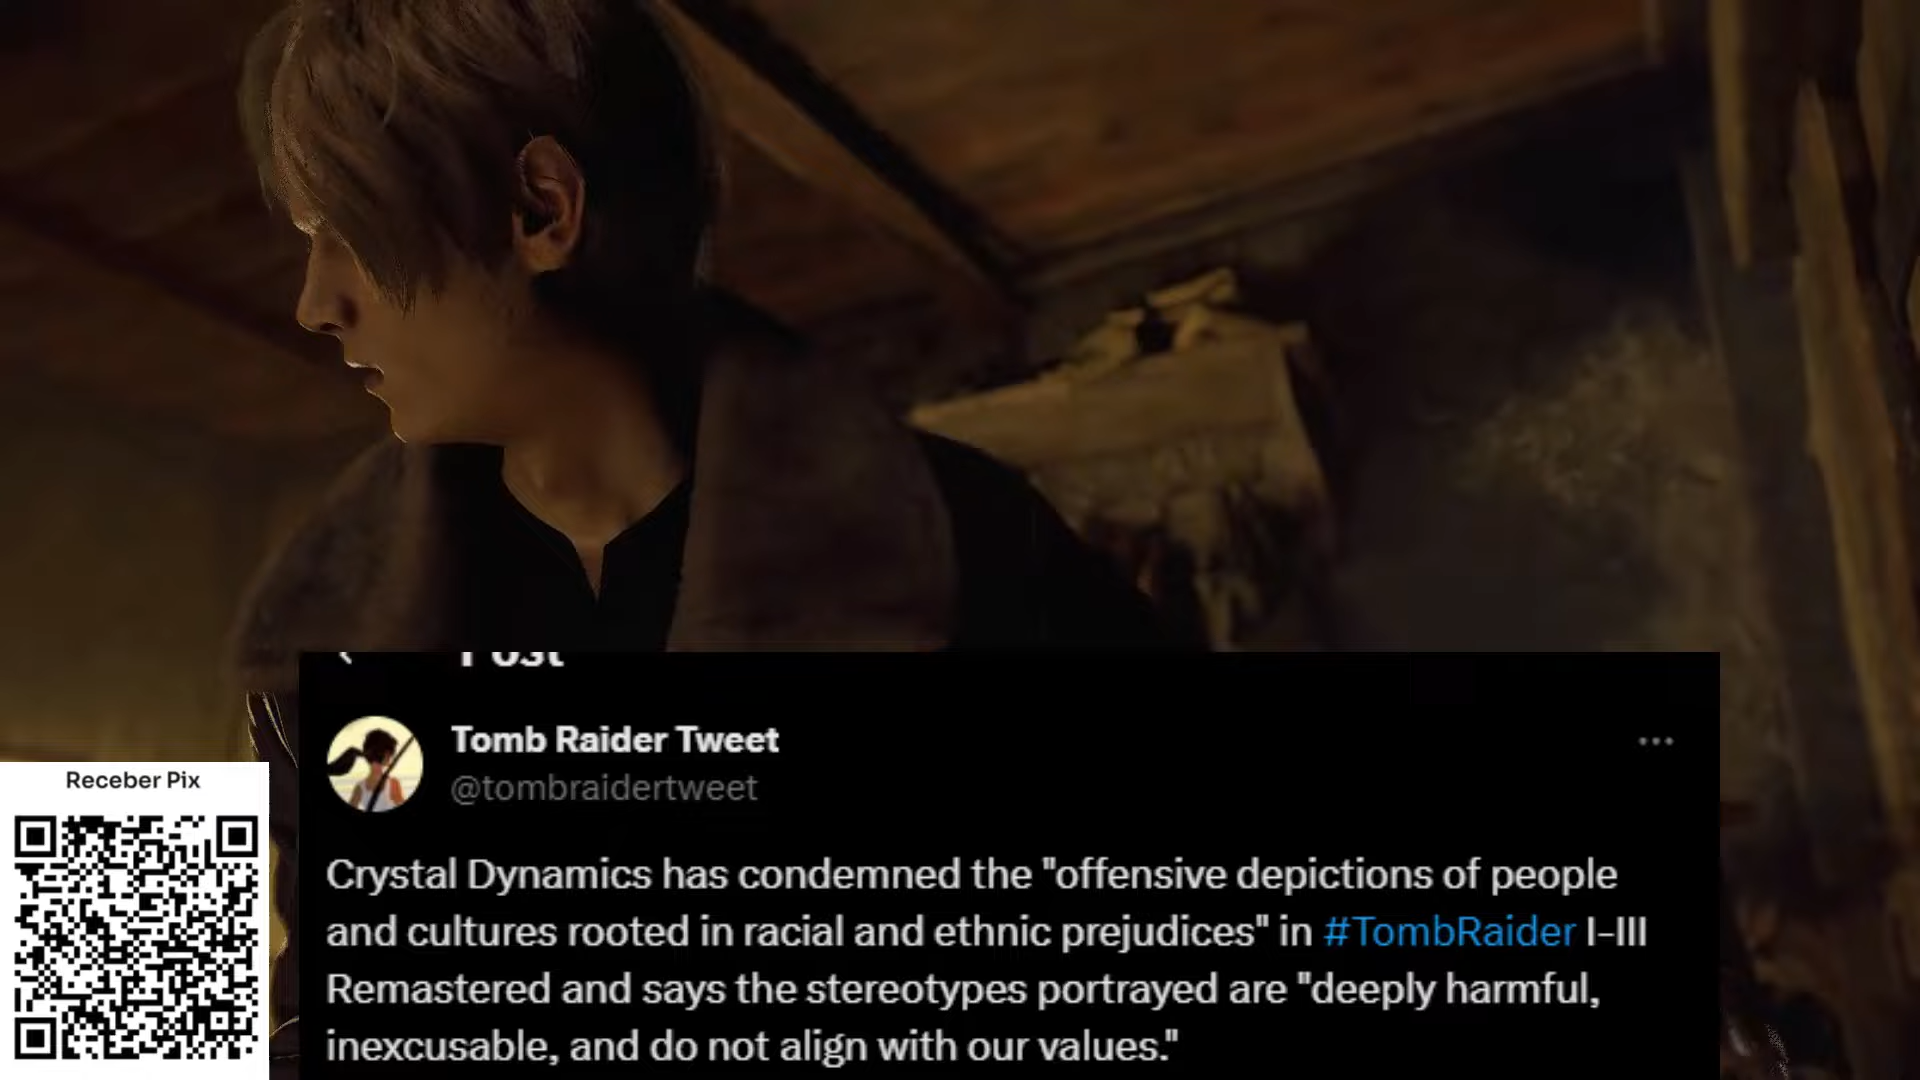 Post
Tomb Raider Tweet
@tombraidertweet
Crystal Dynamics has condemned the "offensive depictions of people
and cultures rooted in racial and ethnic prejudices" in #TombRaider I-III
Remastered and says the stereotypes portrayed are "deeply harmful,
inexcusable, and do not align with our values."
Receber Pix